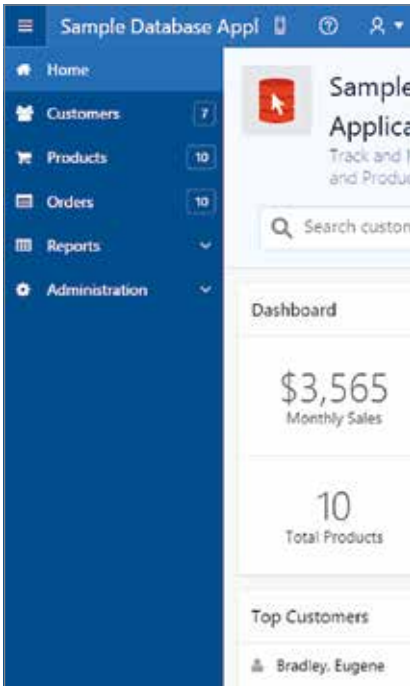 Sample Database Appl
Home
Customers 7
Products 10
Orders 10
Reports
Administration
Sample
Applica
Track and
and Produc
Search custom
Dashboard
$3,565
Monthly Sales
10
Total Products
Top Customers
Bradley, Eugene